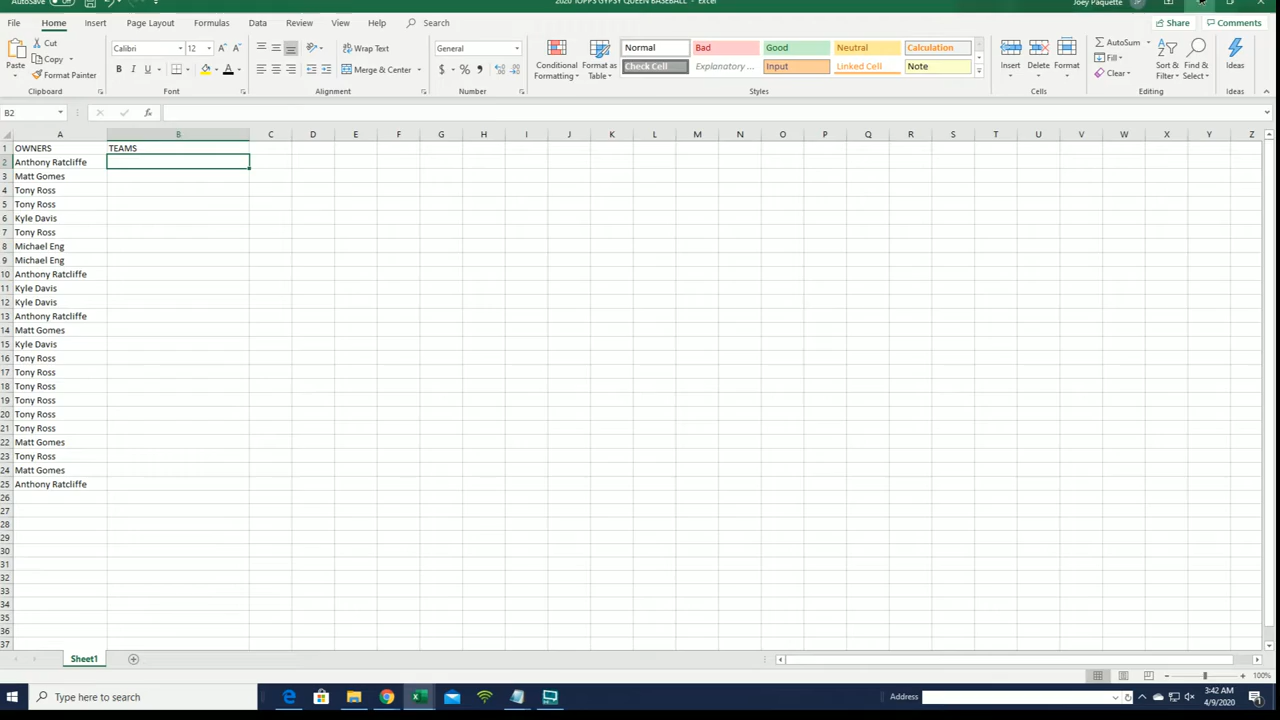 AutoSave
2020 TOPPS GYPSY QUEEN BASEBALL - Excel
Joey Paquette JP
File Home Insert Page Layout Formulas Data Review View Help Search
Share Comments
Paste Cut Copy Format Painter
Calibri 12
B I U
Wrap Text
Merge & Center
General
$ % 9
Conditional Formatting
Format as Table
Normal Bad Good Neutral Calculation
Check Cell Explanatory ... Input Linked Cell Note
Insert Delete Format
AutoSum
Fill
Clear
Sort & Filter
Find & Select
Ideas
Clipboard Font Alignment Number Styles Cells Editing Ideas
B2 fx
A B C D E F G H I J K L M N O P Q R S T U V W X Y Z
1 OWNERS TEAMS
2 Anthony Ratcliffe
3 Matt Gomes
4 Tony Ross
5 Tony Ross
6 Kyle Davis
7 Tony Ross
8 Michael Eng
9 Michael Eng
10 Anthony Ratcliffe
11 Kyle Davis
12 Kyle Davis
13 Anthony Ratcliffe
14 Matt Gomes
15 Kyle Davis
16 Tony Ross
17 Tony Ross
18 Tony Ross
19 Tony Ross
20 Tony Ross
21 Tony Ross
22 Matt Gomes
23 Tony Ross
24 Matt Gomes
25 Anthony Ratcliffe
26
27
28
29
30
31
32
33
34
35
36
37
Sheet1
100%
Type here to search
Address
3:42 AM
4/9/2020
1